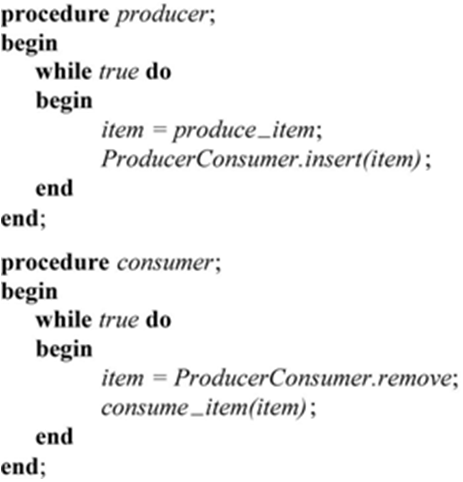 procedure producer;
begin
while true do
begin
item = produce_item;
ProducerConsumer.insert(item);
end
end;
procedure consumer;
begin
while true do
begin
item = ProducerConsumer.remove;
consume_item(item);
end
end;